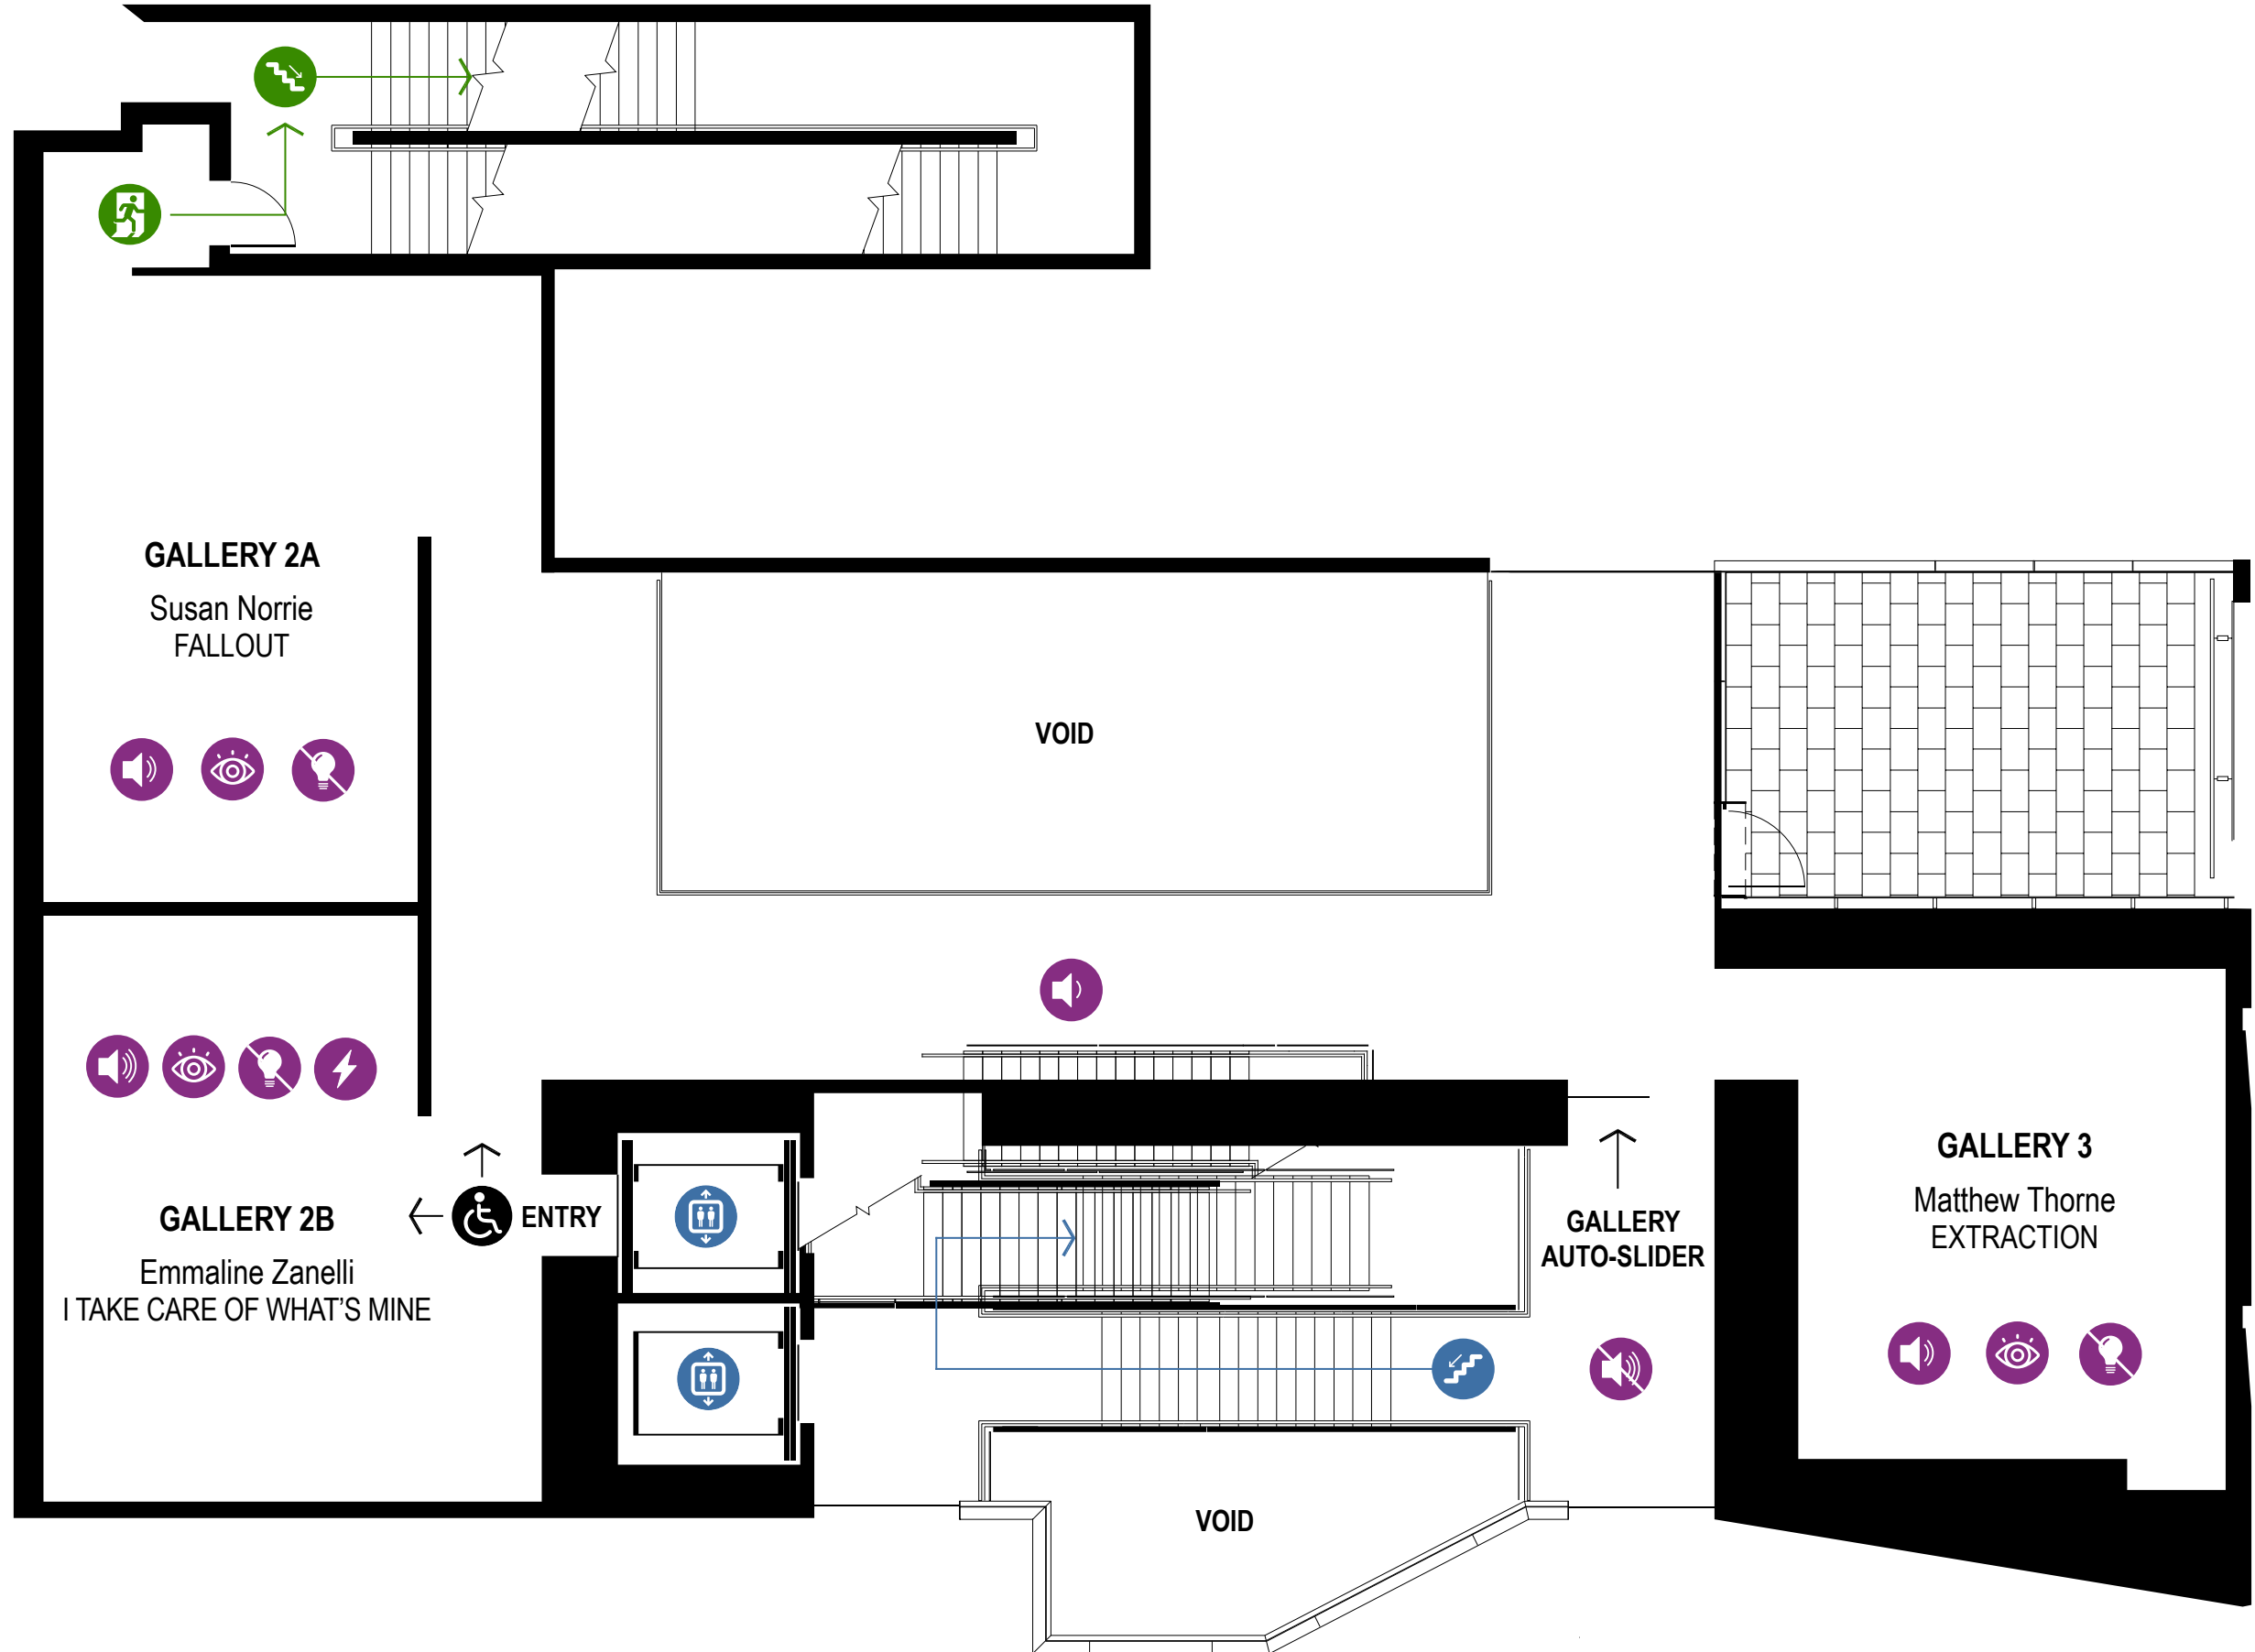 GALLERY 2A
Susan Norrie
FALLOUT
VOID
GALLERY 2B
Emmaline Zanelli
I TAKE CARE OF WHAT'S MINE
ENTRY
GALLERY
AUTO-SLIDER
GALLERY 3
Matthew Thorne
EXTRACTION
VOID